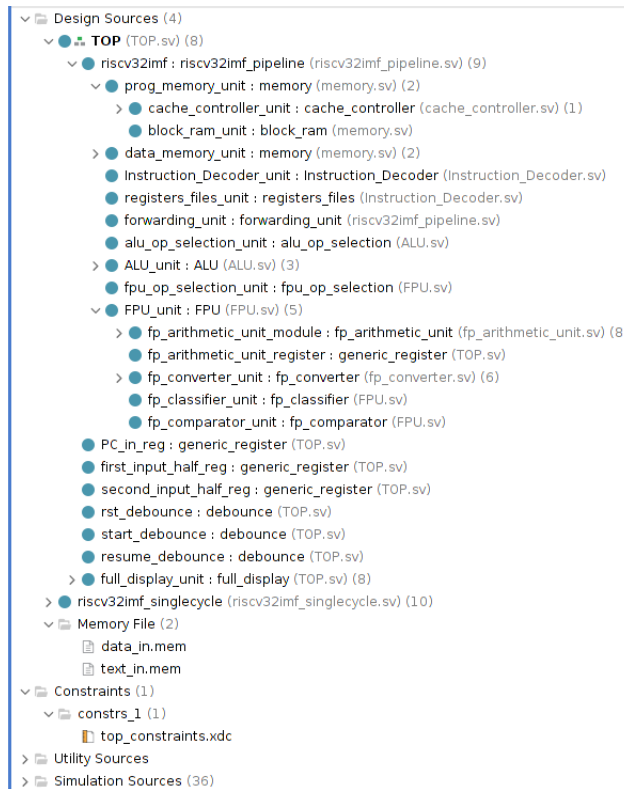 Design Sources (4)
TOP (TOP.sv) (8)
riscv32imf : riscv32imf_pipeline (riscv32imf_pipeline.sv) (9)
prog_memory_unit : memory (memory.sv) (2)
cache_controller_unit : cache_controller (cache_controller.sv) (1)
block_ram_unit : block_ram (memory.sv)
data_memory_unit : memory (memory.sv) (2)
Instruction_Decoder_unit : Instruction_Decoder (Instruction_Decoder.sv)
registers_files_unit : registers_files (Instruction_Decoder.sv)
forwarding_unit : forwarding_unit (riscv32imf_pipeline.sv)
alu_op_selection_unit : alu_op_selection (ALU.sv)
ALU_unit : ALU (ALU.sv) (3)
fpu_op_selection_unit : fpu_op_selection (FPU.sv)
FPU_unit : FPU (FPU.sv) (5)
fp_arithmetic_unit_module : fp_arithmetic_unit (fp_arithmetic_unit.sv) (8
fp_arithmetic_unit_register : generic_register (TOP.sv)
fp_converter_unit : fp_converter (fp_converter.sv) (6)
fp_classifier_unit : fp_classifier (FPU.sv)
fp_comparator_unit : fp_comparator (FPU.sv)
PC_in_reg : generic_register (TOP.sv)
first_input_half_reg : generic_register (TOP.sv)
second_input_half_reg : generic_register (TOP.sv)
rst_debounce : debounce (TOP.sv)
start_debounce : debounce (TOP.sv)
resume_debounce : debounce (TOP.sv)
full_display_unit : full_display (TOP.sv) (8)
riscv32imf_singlecycle (riscv32imf_singlecycle.sv) (10)
Memory File (2)
data_in.mem
text_in.mem
Constraints (1)
constrs_1 (1)
top_constraints.xdc
Utility Sources
Simulation Sources (36)